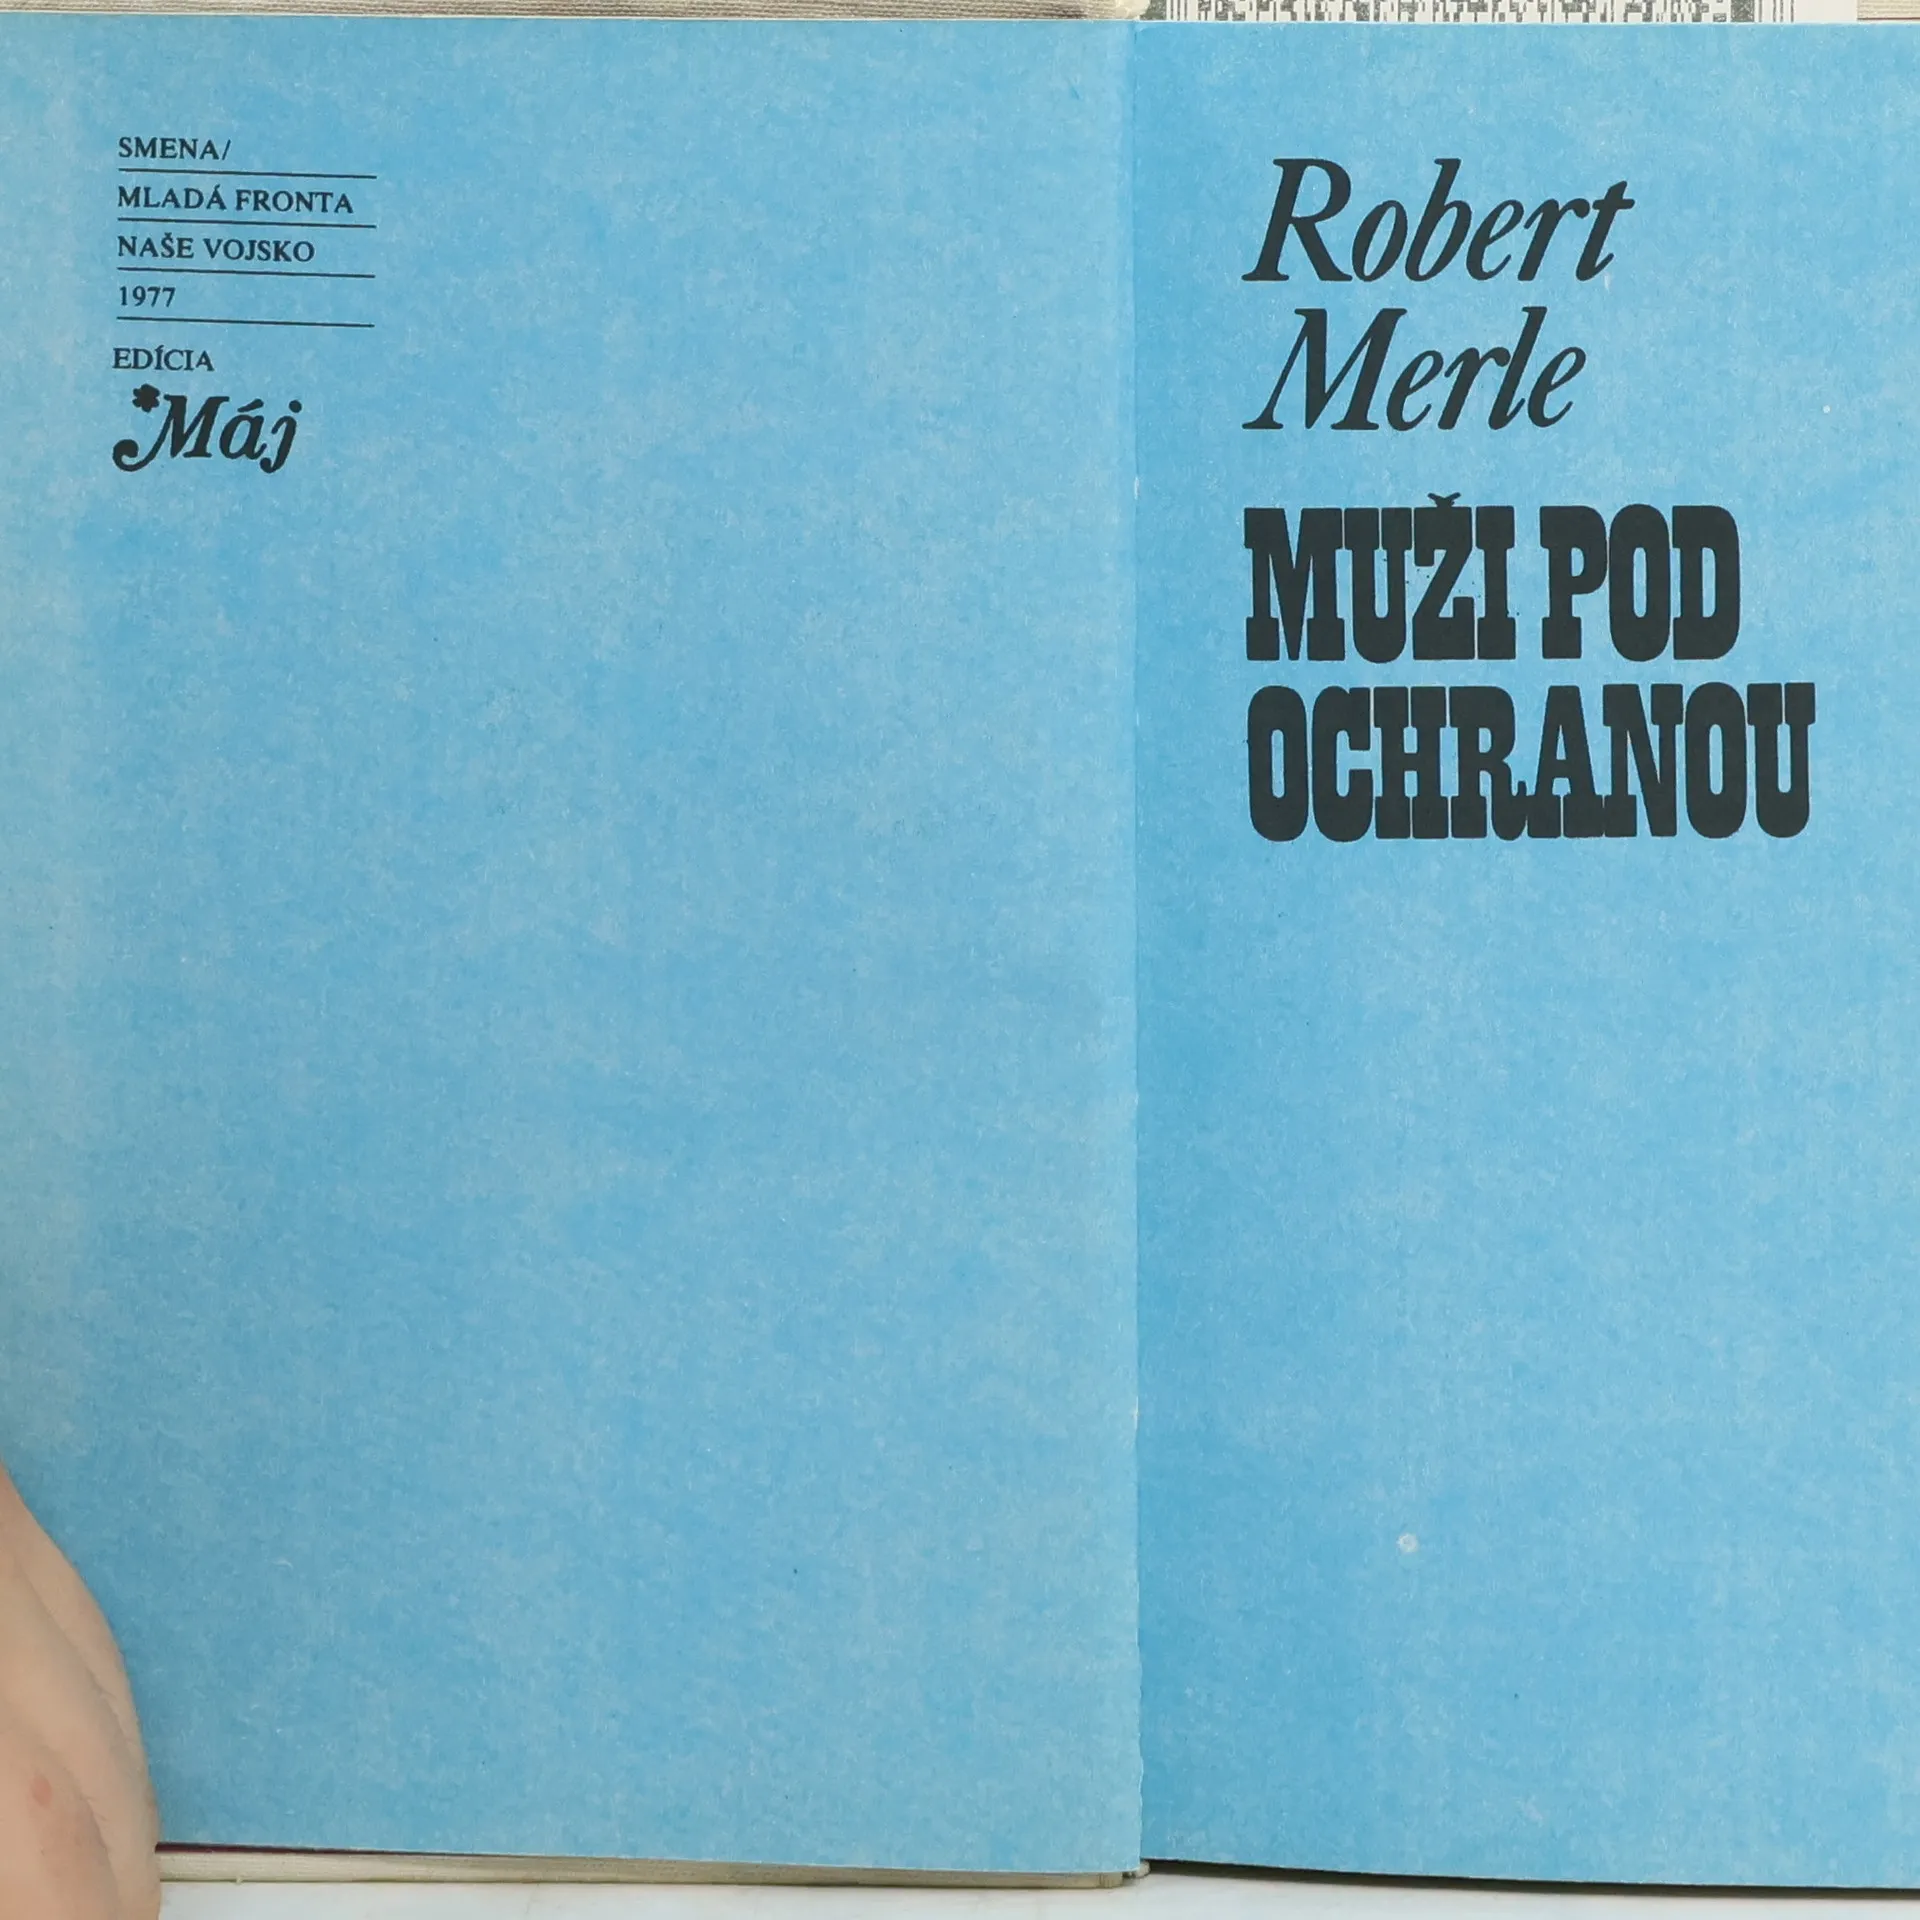 SMENA/
MLADÁ FRONTA
NAŠE VOJSKO
1977
EDÍCIA
Máj
Robert
Merle
MUŽI POD
OCHRANOU